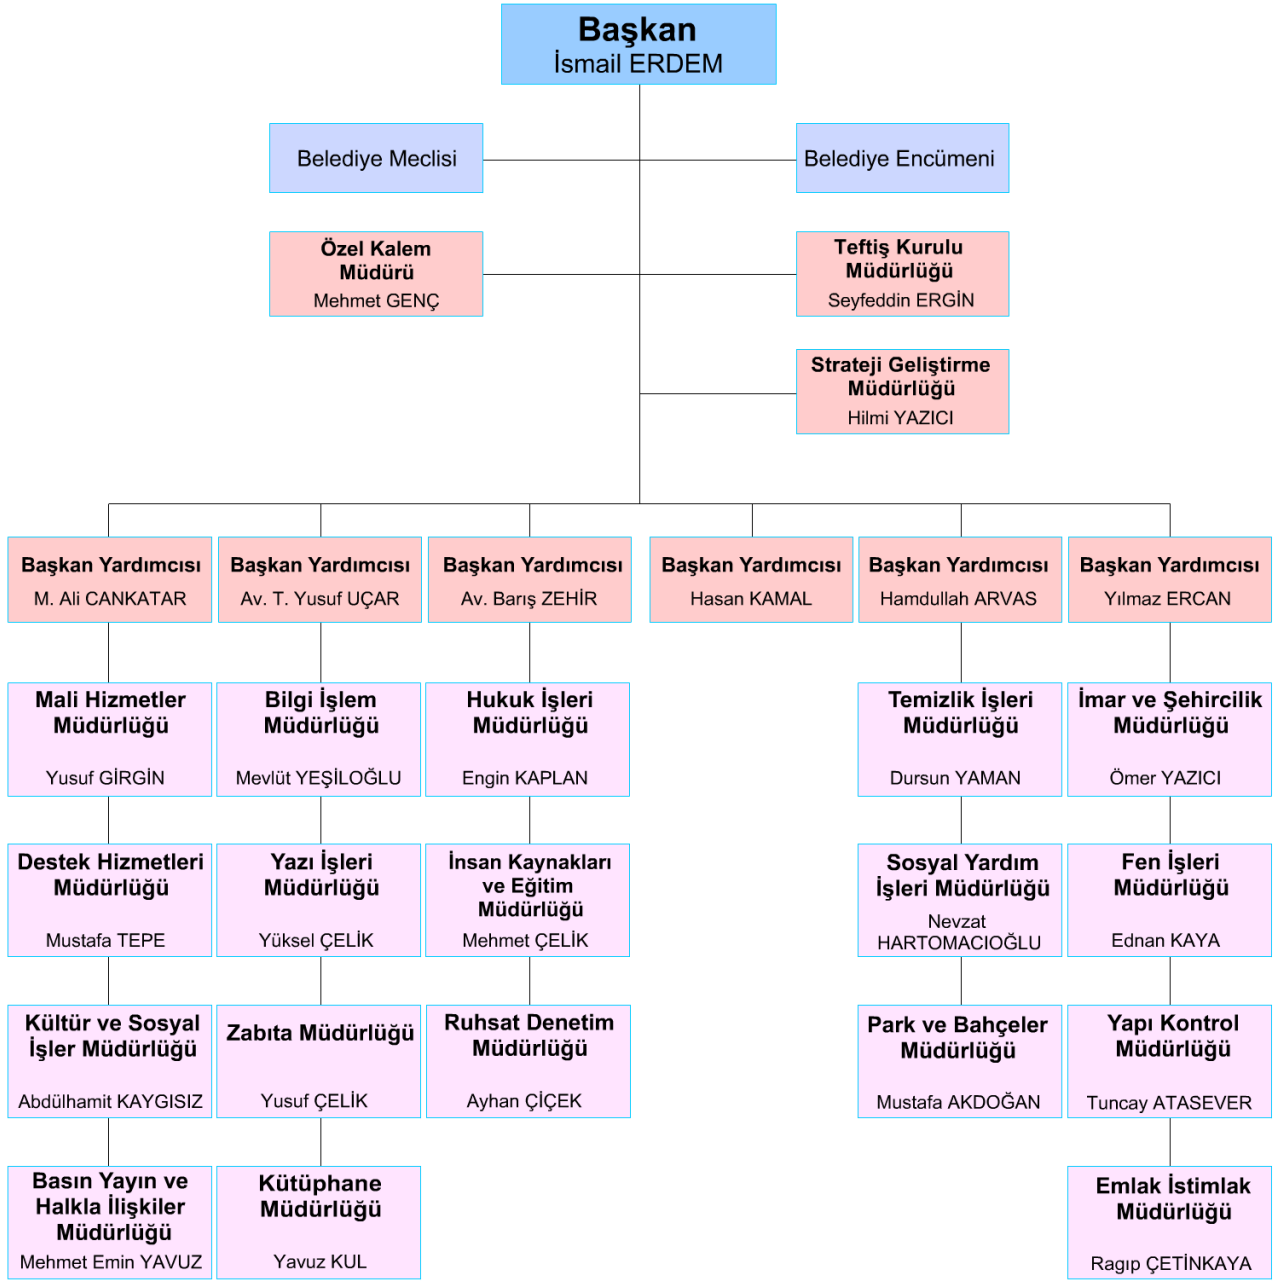 Başkan
İsmail ERDEM
Belediye Meclisi
Belediye Encümeni
Özel Kalem
Müdürü
Mehmet GENÇ
Teftiş Kurulu
Müdürlüğü
Seyfeddin ERGİN
Strateji Geliştirme
Müdürlüğü
Hilmi YAZICI
Başkan Yardımcısı
M. Ali CANKATAR
Başkan Yardımcısı
Av. T. Yusuf UÇAR
Başkan Yardımcısı
Av. Barış ZEHİR
Başkan Yardımcısı
Hasan KAMAL
Başkan Yardımcısı
Hamdullah ARVAS
Başkan Yardımcısı
Yılmaz ERCAN
Mali Hizmetler
Müdürlüğü
Yusuf GİRGİN
Bilgi İşlem
Müdürlüğü
Mevlüt YEŞİLOĞLU
Hukuk İşleri
Müdürlüğü
Engin KAPLAN
Temizlik İşleri
Müdürlüğü
Dursun YAMAN
İmar ve Şehircilik
Müdürlüğü
Ömer YAZICI
Destek Hizmetleri
Müdürlüğü
Mustafa TEPE
Yazı İşleri
Müdürlüğü
Yüksel ÇELİK
İnsan Kaynakları
ve Eğitim
Müdürlüğü
Mehmet ÇELİK
Sosyal Yardım
İşleri Müdürlüğü
Nevzat
HARTOMACIOĞLU
Fen İşleri
Müdürlüğü
Ednan KAYA
Kültür ve Sosyal
İşler Müdürlüğü
Abdülhamit KAYGISIZ
Zabıta Müdürlüğü
Yusuf ÇELİK
Ruhsat Denetim
Müdürlüğü
Ayhan ÇİÇEK
Park ve Bahçeler
Müdürlüğü
Mustafa AKDOĞAN
Yapı Kontrol
Müdürlüğü
Tuncay ATASEVER
Basın Yayın ve
Halkla İlişkiler
Müdürlüğü
Mehmet Emin YAVUZ
Kütüphane
Müdürlüğü
Yavuz KUL
Emlak İstimlak
Müdürlüğü
Ragıp ÇETİNKAYA